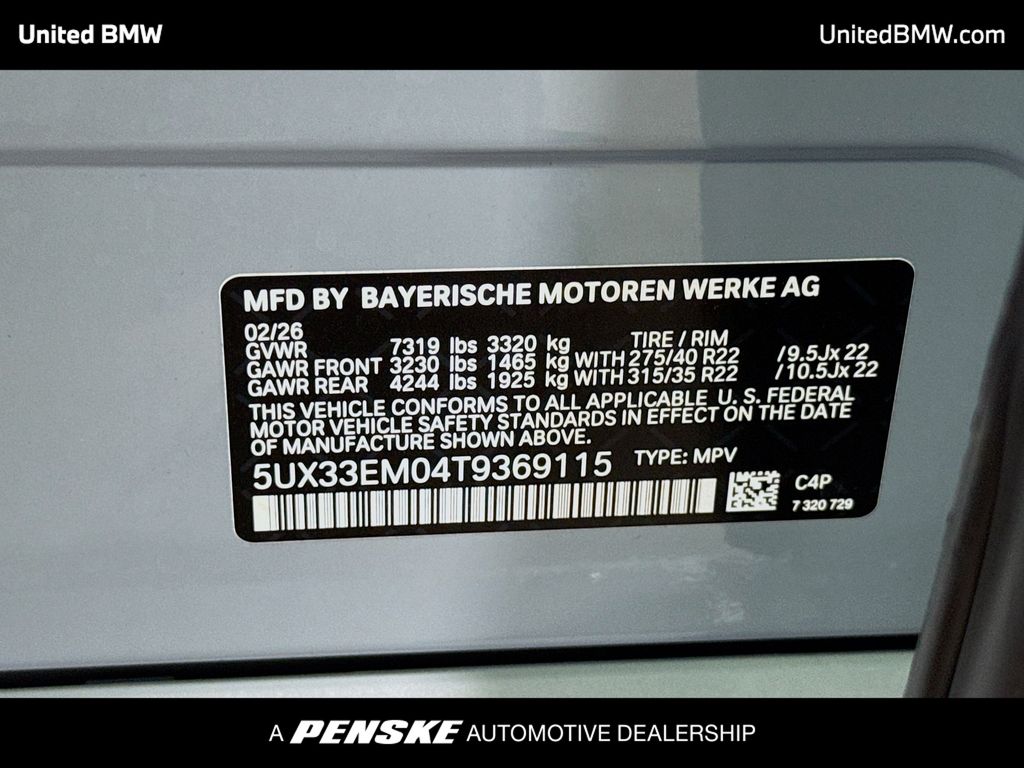 United BMW
UnitedBMW.com
MFD BY BAYERISCHE MOTOREN WERKE AG
02/26 TIRE / RIM
GVWR 7319 lbs 3320 kg
GAWR FRONT 3230 lbs 1465 kg WITH 275/40 R22 /9.5Jx 22
GAWR REAR 4244 lbs 1925 kg WITH 315/35 R22 /10.5Jx 22
THIS VEHICLE CONFORMS TO ALL APPLICABLE U. S. FEDERAL
MOTOR VEHICLE SAFETY STANDARDS IN EFFECT ON THE DATE
OF MANUFACTURE SHOWN ABOVE.
5UX33EM04T9369115 TYPE: MPV
C4P
7 320 729
A PENSKE AUTOMOTIVE DEALERSHIP